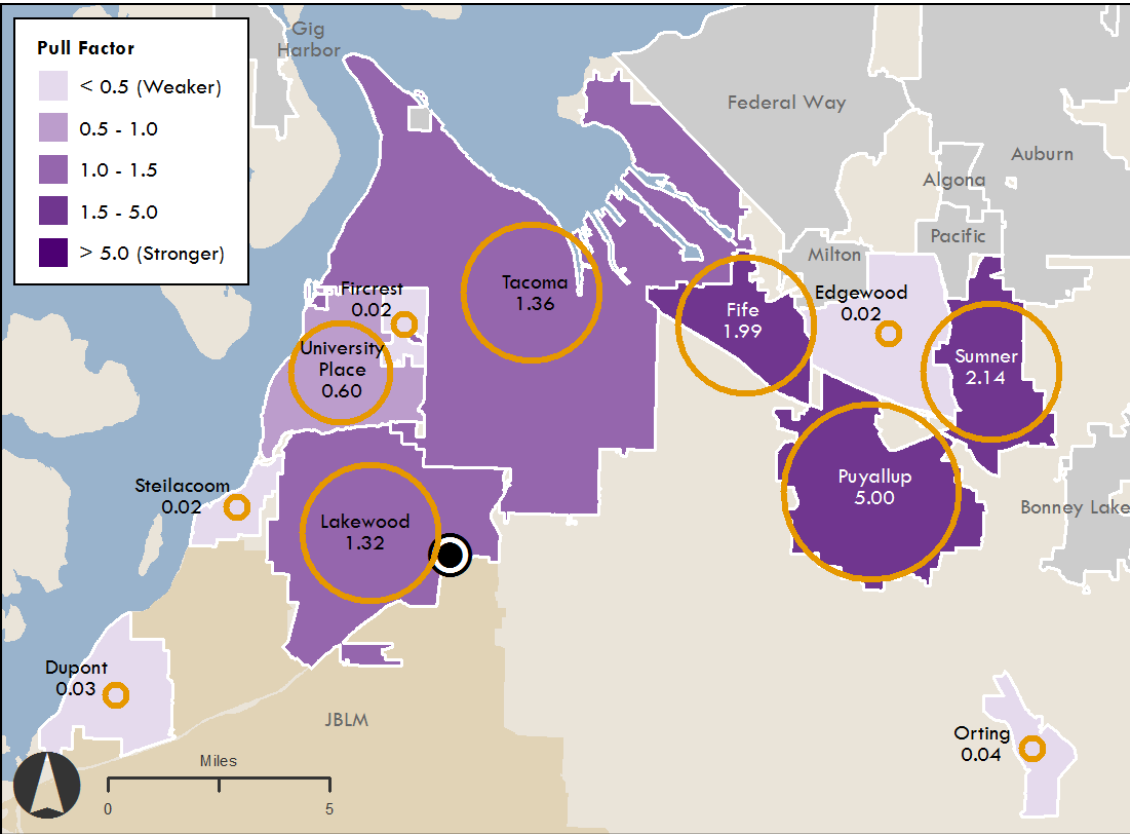 Pull Factor
< 0.5 (Weaker)
0.5 - 1.0
1.0 - 1.5
1.5 - 5.0
> 5.0 (Stronger)
Gig
Harbor
Federal Way
Auburn
Algona
Pacific
Milton
Fircrest
0.02
Tacoma
1.36
Fife
1.99
Edgewood
0.02
Sumner
2.14
University
Place
0.60
Puyallup
5.00
Bonney Lake
Steilacoom
0.02
Lakewood
1.32
Dupont
0.03
JBLM
Orting
0.04
Miles
0
5